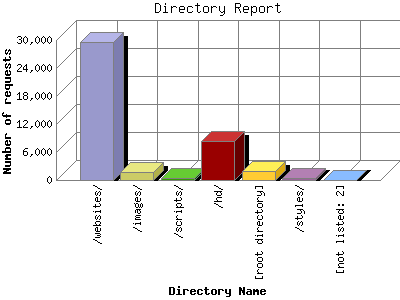 Directory Report
Number of requests
30,000
24,000
18,000
12,000
6,000
0
/websites/
/images/
/scripts/
/hd/
[root directory]
/styles/
[not listed: 2]
Directory Name